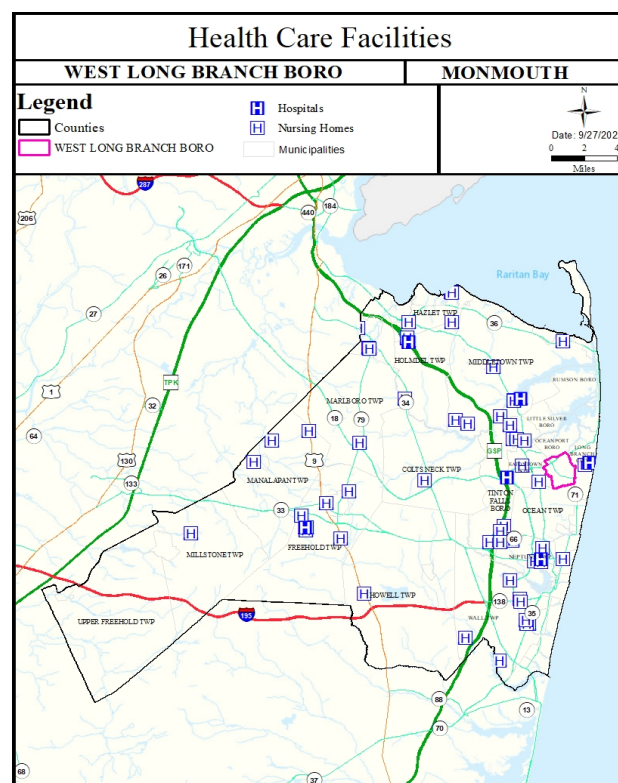 Health Care Facilities
WEST LONG BRANCH BORO
MONMOUTH
Legend
Counties
WEST LONG BRANCH BORO
H Hospitals
H Nursing Homes
Municipalities
N
Date: 9/27/202
0 2 4
Miles
287
206
440
184
171
26
27
Raritan Bay
HAZLET TWP
36
HOLMDEL TWP
MIDDLETOWN TWP
RUMSON BORO
1
TPK
32
MARLBORO TWP
34
18
79
LITTLE SILVER BORO
64
OCEANPORT BORO
LONG BRANCH
130
9
GSP
133
MANALAPAN TWP
COLTS NECK TWP
TINTON FALLS BORO
71
33
OCEAN TWP
MILLSTONE TWP
FREEHOLD TWP
66
HOWELL TWP
138
35
UPPER FREEHOLD TWP
195
WALL TWP
88
13
70
68
37